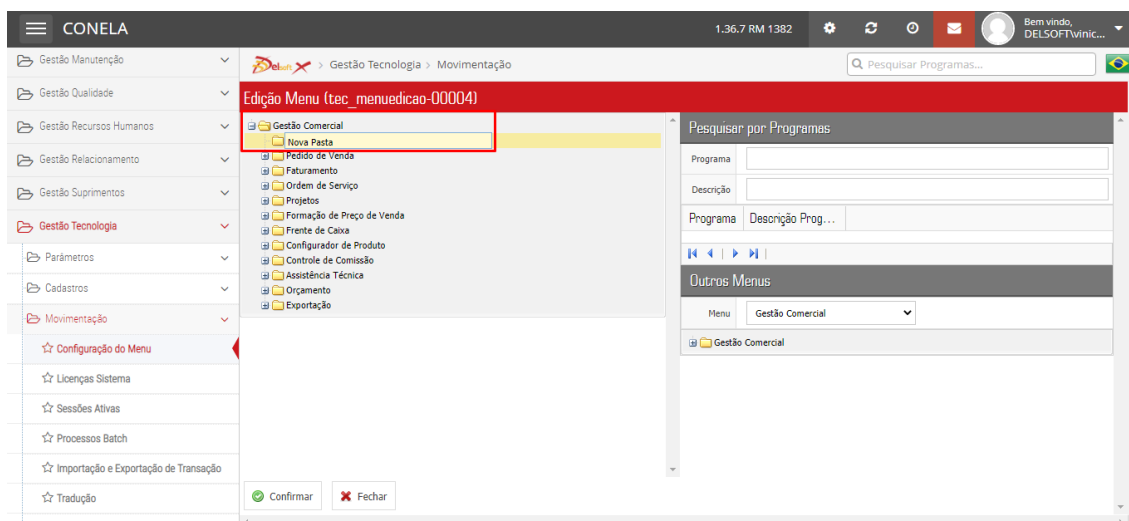 CONELA
1.36.7 RM 1382
Bem vindo,
DELSOFT\vinic...
Gestão Manutenção
Gestão Qualidade
Gestão Recursos Humanos
Gestão Relacionamento
Gestão Suprimentos
Gestão Tecnologia
Parâmetros
Cadastros
Movimentação
Configuração do Menu
Licenças Sistema
Sessões Ativas
Processos Batch
Importação e Exportação de Transação
Tradução
Delsoft X > Gestão Tecnologia > Movimentação
Pesquisar Programas...
Edição Menu (tec_menuedicao-00004)
Gestão Comercial
Nova Pasta
Pedido de Venda
Faturamento
Ordem de Serviço
Projetos
Formação de Preço de Venda
Frente de Caixa
Configurador de Produto
Controle de Comissão
Assistência Técnica
Orçamento
Exportação
Confirmar
Fechar
Pesquisar por Programas
Programa
Descrição
Programa Descrição Prog...
Outros Menus
Menu Gestão Comercial
Gestão Comercial